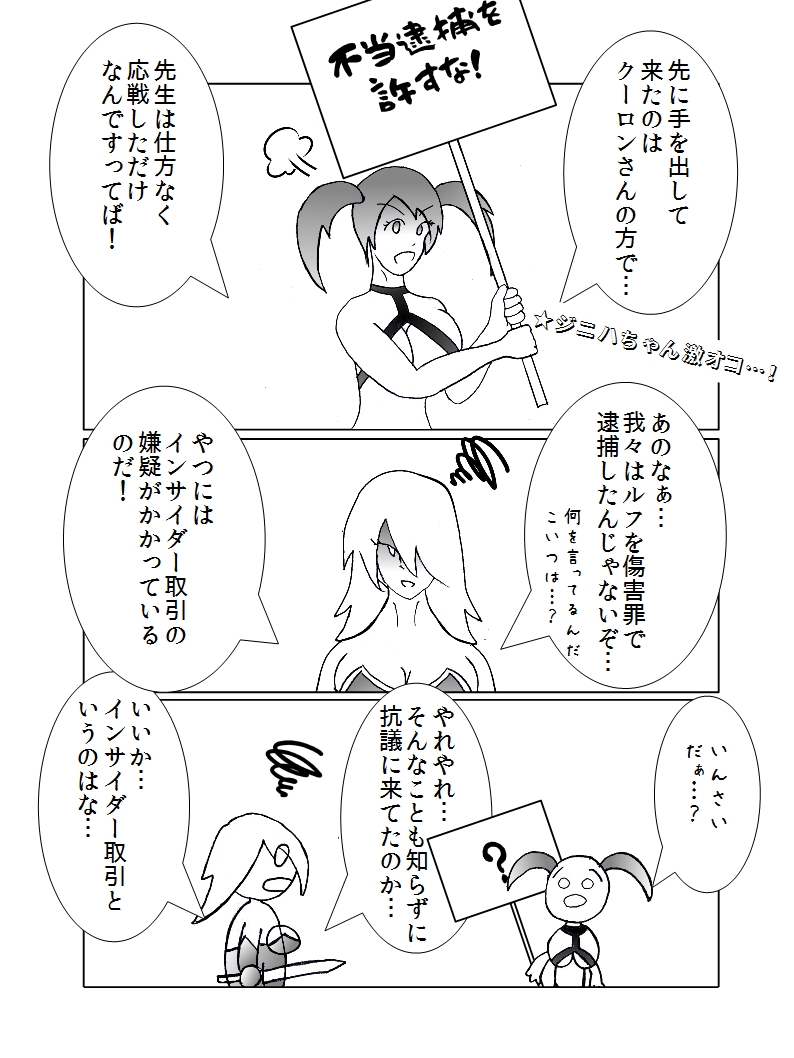 不当逮捕を
許すな!
先に手を出して
来たのは
クーロンさんの方で…
先生は仕方なく
応戦しただけ
なんですってば!
☆ジニハちゃん激オコ…!
あのなぁ…
我々はルフを傷害罪で
逮捕したんじゃないぞ…
何を言ってるんだ
こいつは…?
やつには
インサイダー取引の
嫌疑がかかっている
のだ!
いんさい
だぁ…?
?
やれやれ…
そんなことも知らずに
抗議に来てたのか…
いいか…
インサイダー取引と
いうのはな…